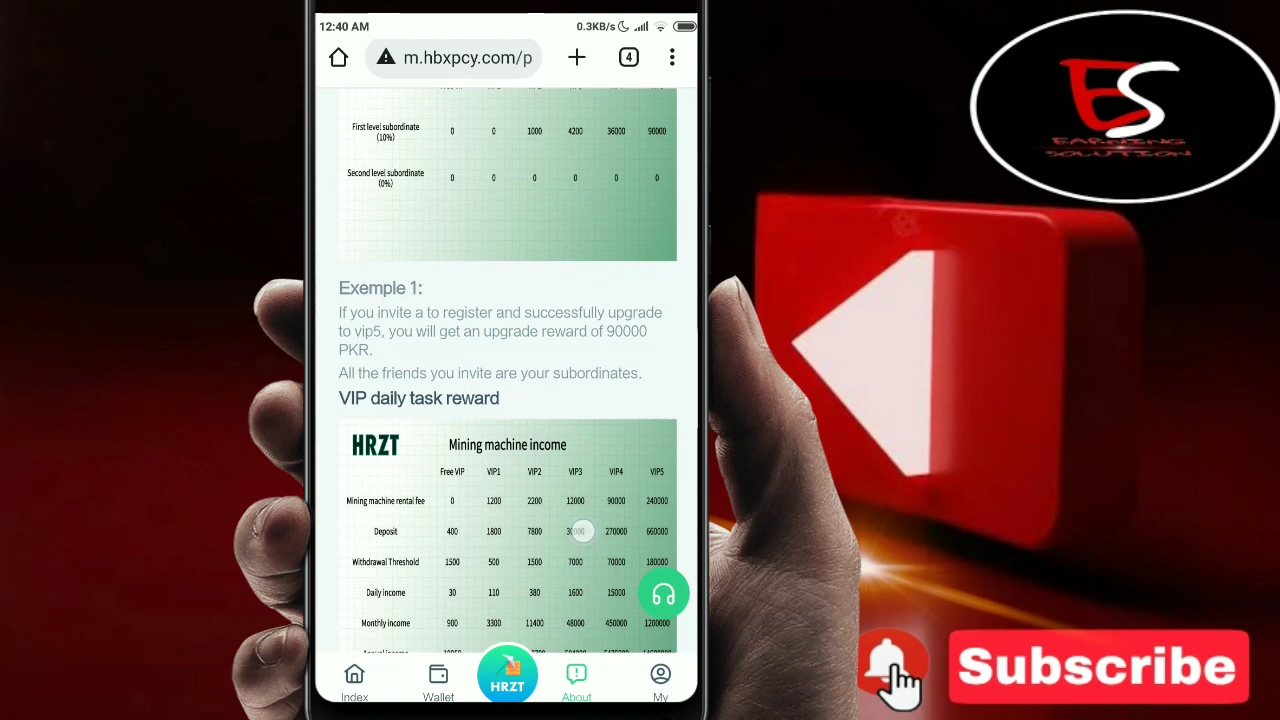 12:40 AM 0.3KB/s
m.hbxpcy.com/p 4
First level subordinate (10%) 0 0 1000 4200 36000 90000
Second level subordinate (0%) 0 0 0 0 0 0
Exemple 1:
If you invite a to register and successfully upgrade
to vip5, you will get an upgrade reward of 90000
PKR.
All the friends you invite are your subordinates.
VIP daily task reward
HRZT Mining machine income
Free VIP VIP1 VIP2 VIP3 VIP4 VIP5
Mining machine rental fee 0 1200 2200 12000 90000 240000
Deposit 400 1800 7800 30000 270000 660000
Withdrawal Threshold 1500 500 1500 7000 70000 180000
Daily income 30 110 380 1600 15000
Monthly income 900 3300 11400 48000 450000 1200000
HRZT
Index Wallet About My
ES
EARNING
SOLUTION
Subscribe